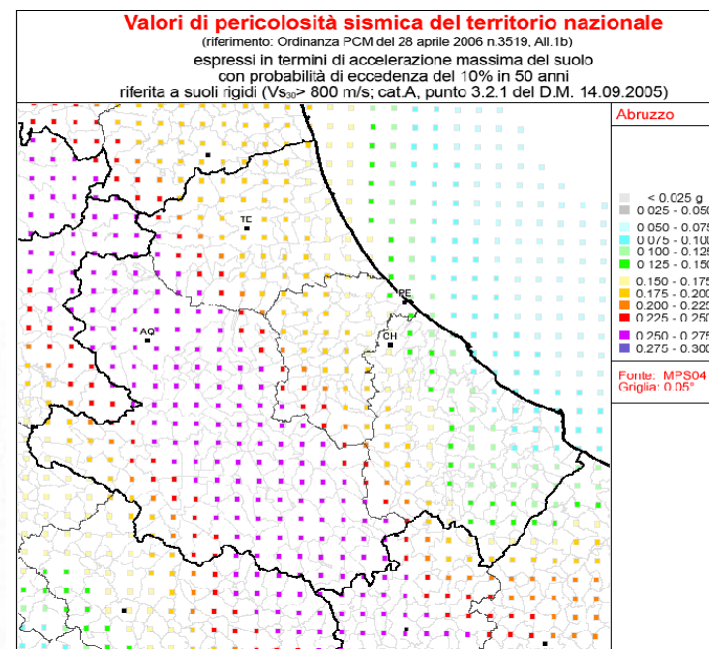 Valori di pericolosità sismica del territorio nazionale
(riferimento: Ordinanza PCM del 28 aprile 2006 n.3519, All.1b)
espressi in termini di accelerazione massima del suolo
con probabilità di eccedenza del 10% in 50 anni
riferita a suoli rigidi (Vs₃₀> 800 m/s; cat.A, punto 3.2.1 del D.M. 14.09.2005)
Abruzzo
< 0.025 g
0.025 - 0.050
0.050 - 0.075
0.075 - 0.100
0.100 - 0.125
0.125 - 0.150
0.150 - 0.175
0.175 - 0.200
0.200 - 0.225
0.225 - 0.250
0.250 - 0.275
0.275 - 0.300
Fonte: MPS04
Griglia: 0.05°
TE
PE
AQ
CH